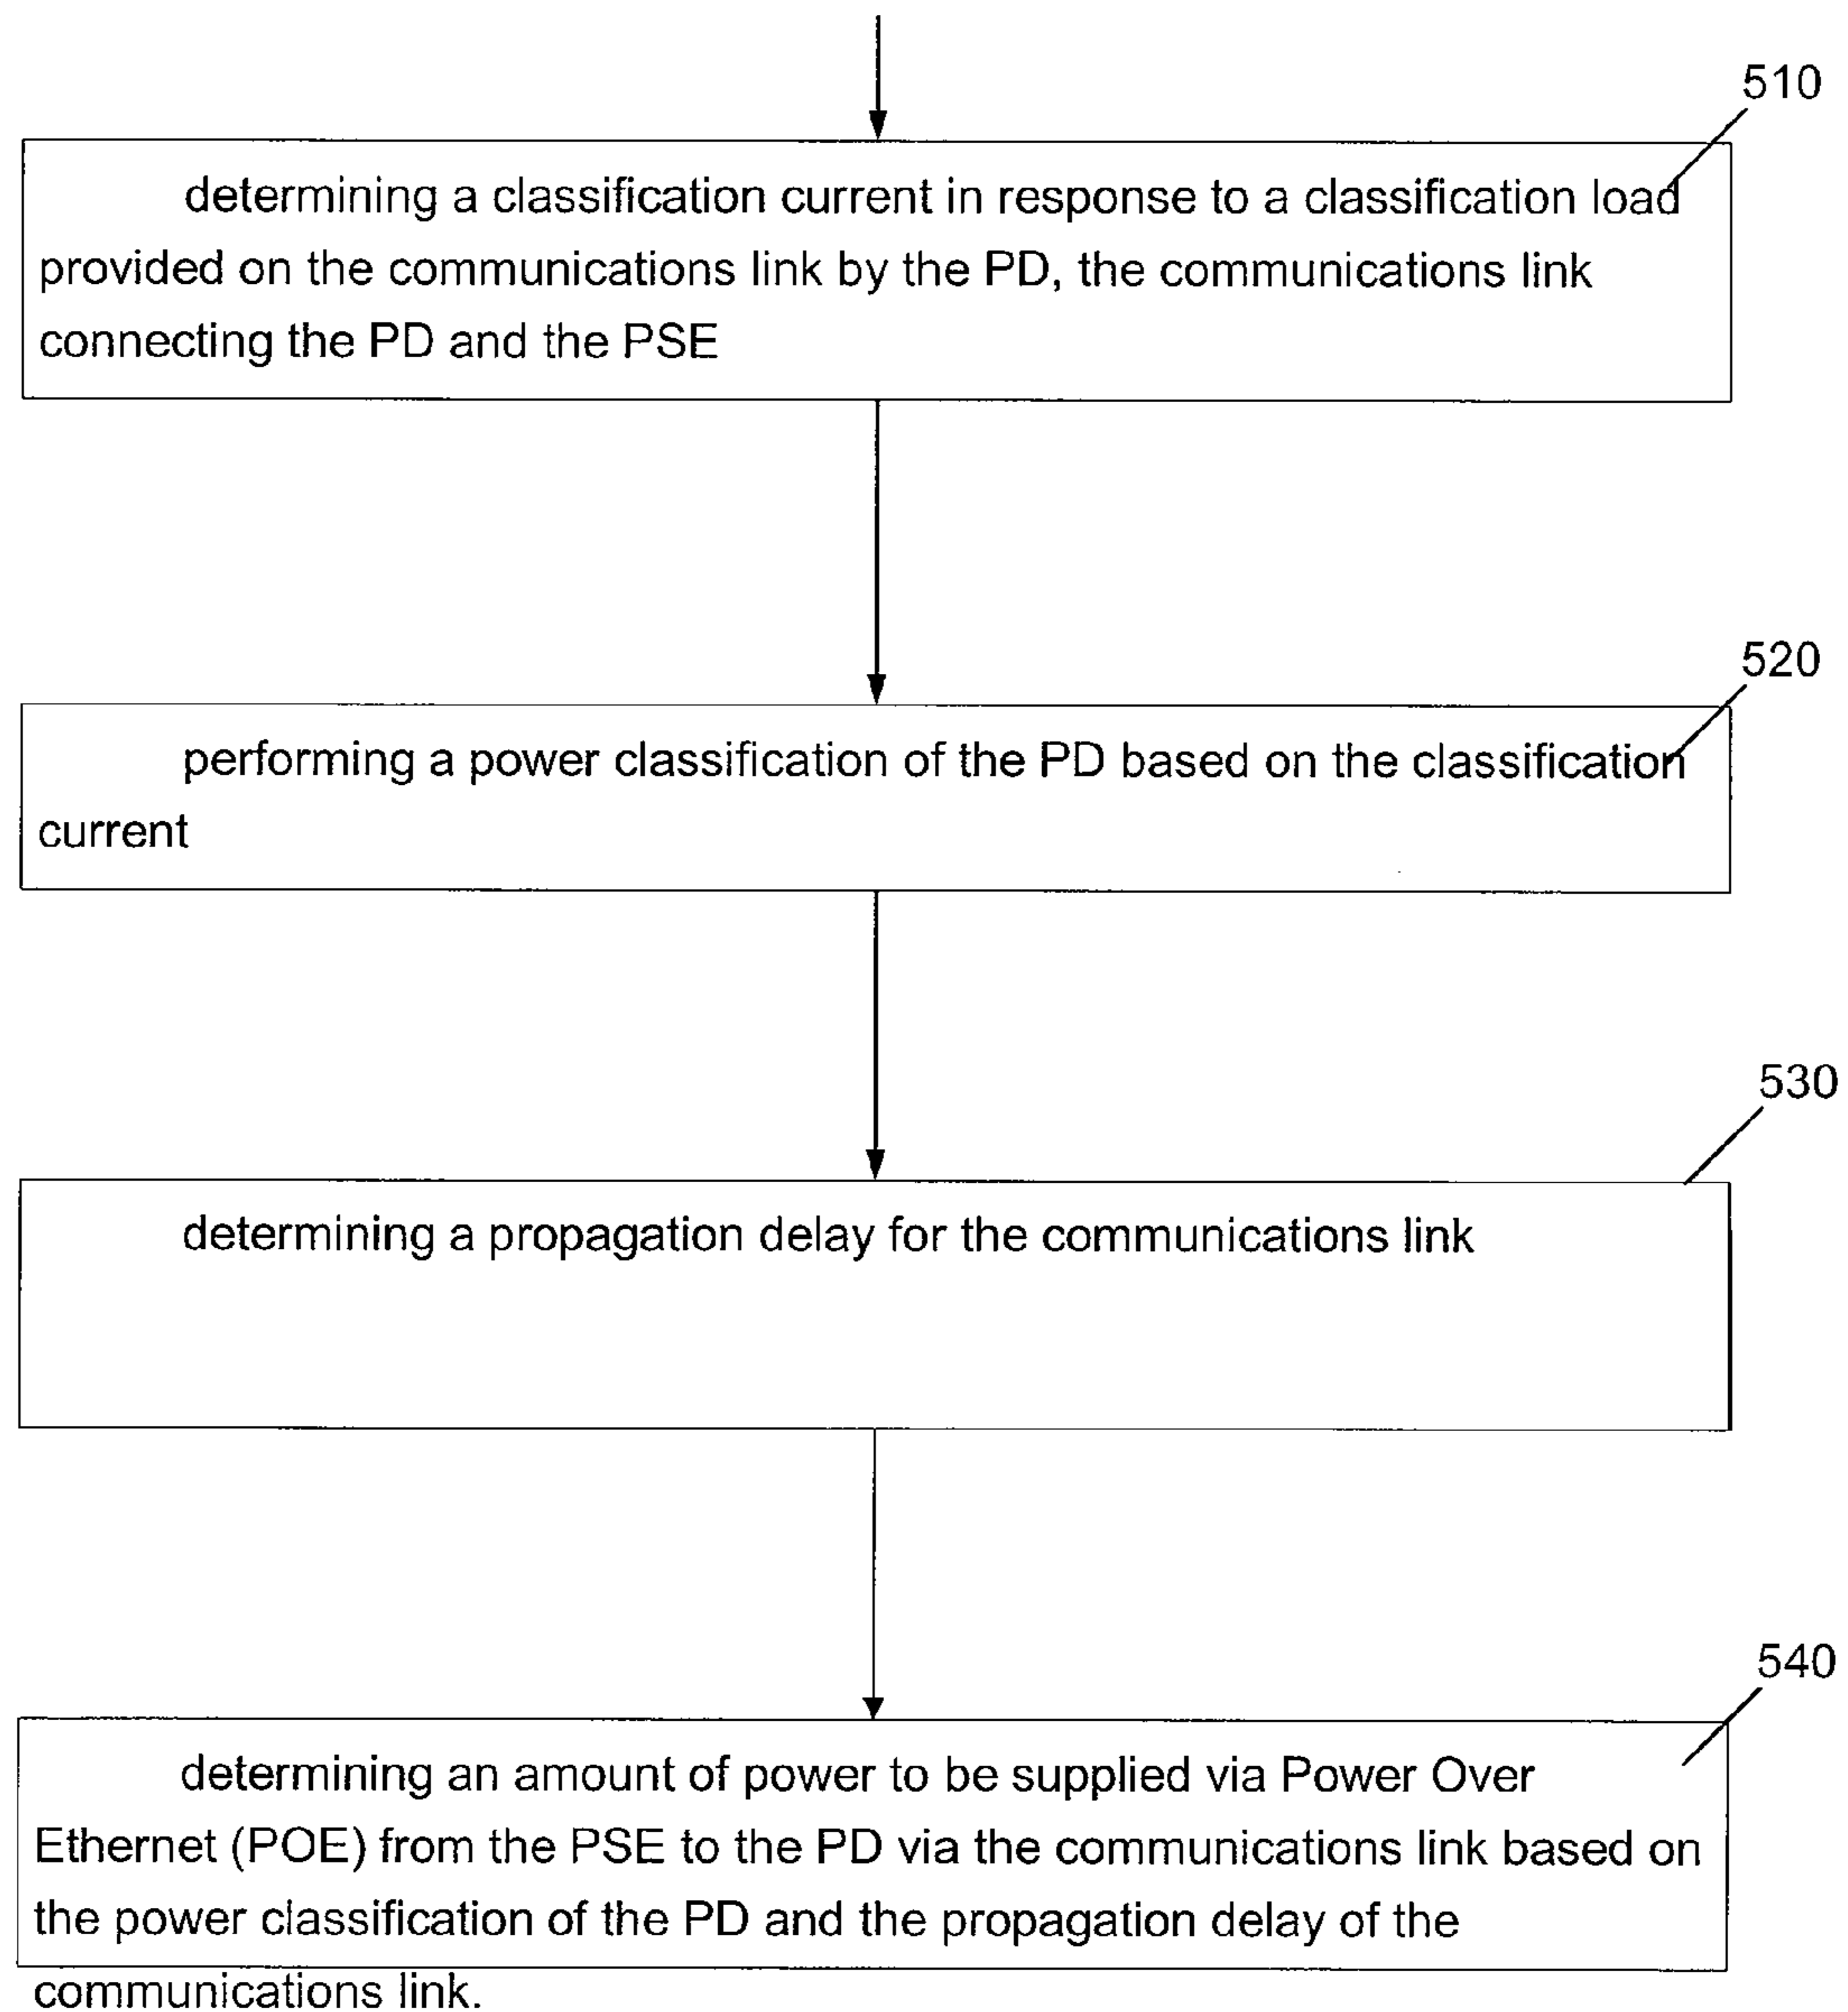 510
determining a classification current in response to a classification load
provided on the communications link by the PD, the communications link
connecting the PD and the PSE
520
performing a power classification of the PD based on the classification
current
530
determining a propagation delay for the communications link
540
determining an amount of power to be supplied via Power Over
Ethernet (POE) from the PSE to the PD via the communications link based on
the power classification of the PD and the propagation delay of the
communications link.